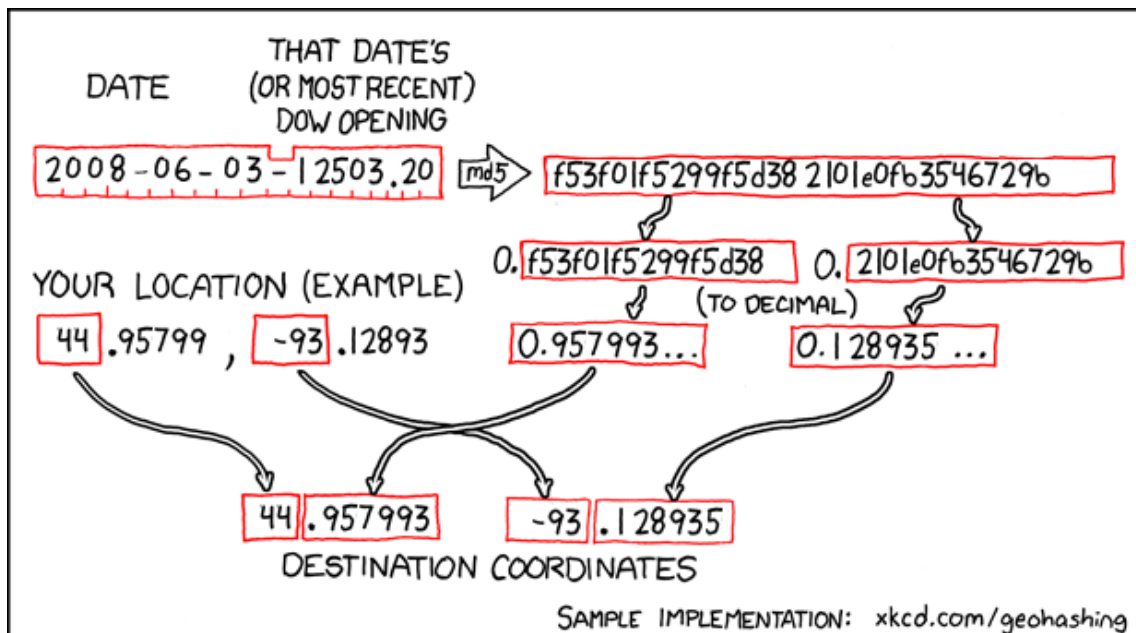 THAT DATE'S
DATE (OR MOST RECENT)
DOW OPENING
2008-06-03-12503.20 md5 f53f01f5299f5d38 2101e0fb3546729b
0. f53f01f5299f5d38 0. 2101e0fb3546729b
YOUR LOCATION (EXAMPLE) (TO DECIMAL)
44 .95799 , -93 .12893 0.957993... 0.128935 ...
44 .957993 -93 .128935
DESTINATION COORDINATES
SAMPLE IMPLEMENTATION: xkcd.com/geohashing